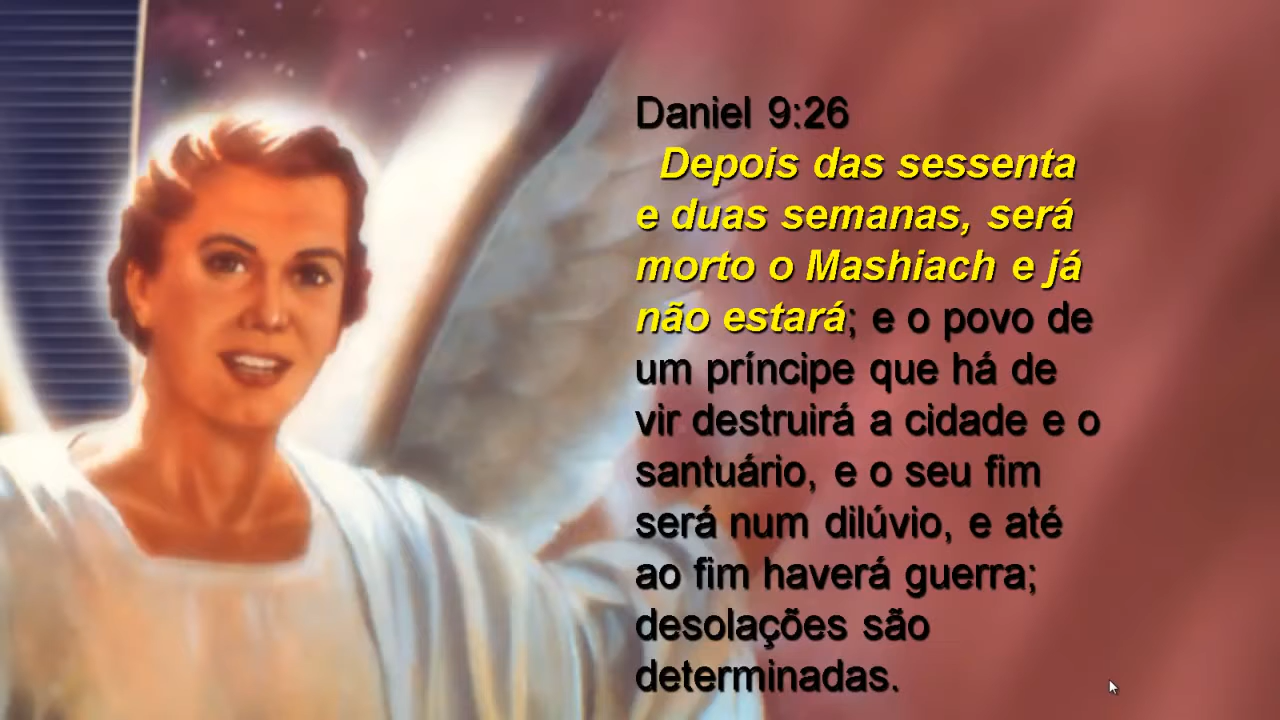 Daniel 9:26
Depois das sessenta
e duas semanas, será
morto o Mashiach e já
não estará; e o povo de
um príncipe que há de
vir destruirá a cidade e o
santuário, e o seu fim
será num dilúvio, e até
ao fim haverá guerra;
desolações são
determinadas.